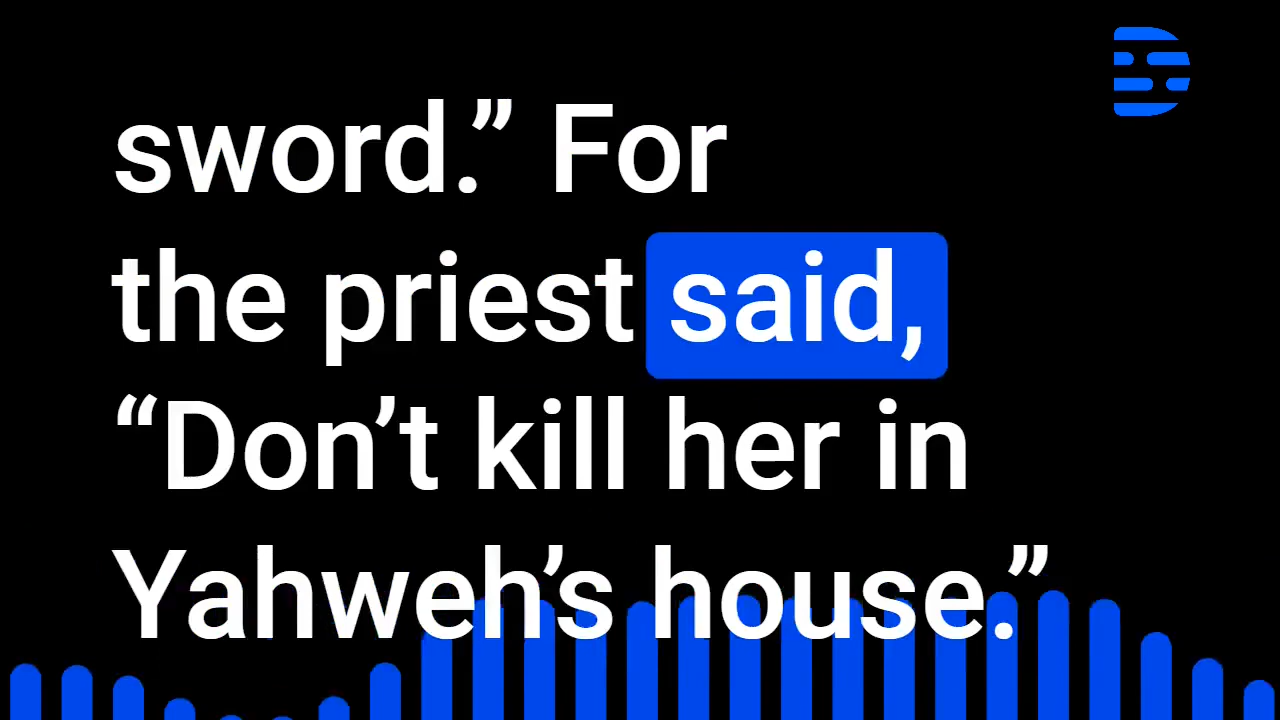 sword.” For
the priest said,
“Don’t kill her in
Yahweh’s house.”